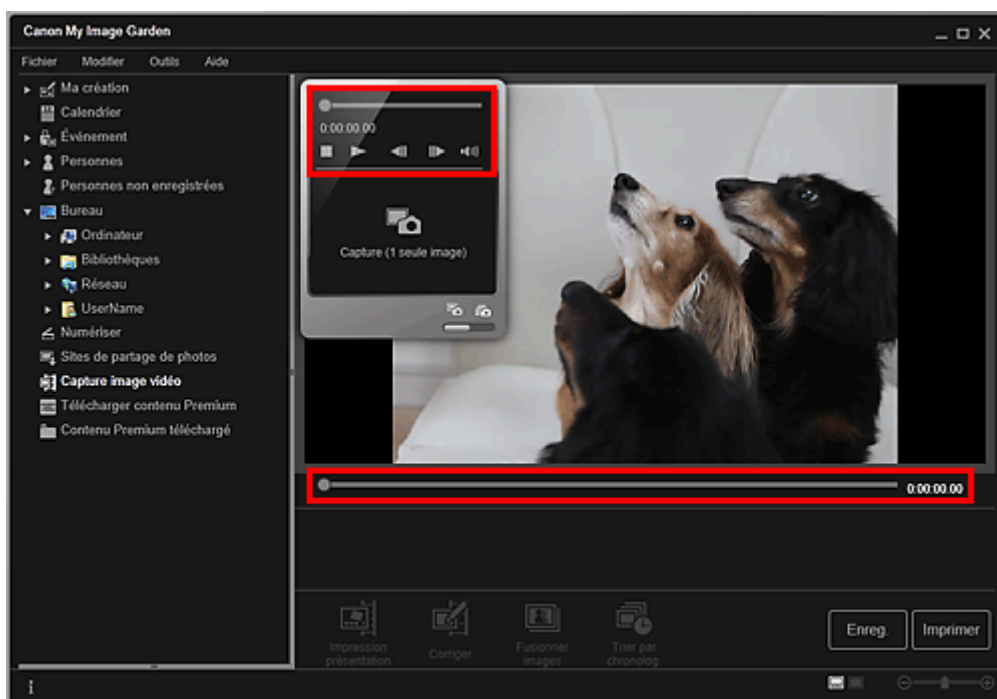 Canon My Image Garden
Fichier Modifier Outils Aide
Ma création
Calendrier
Événement
Personnes
Personnes non enregistrées
Bureau
Ordinateur
Bibliothèques
Réseau
UserName
Numériser
Sites de partage de photos
Capture image vidéo
Télécharger contenu Premium
Contenu Premium téléchargé
0:00:00.00
Capture (1 seule image)
0:00:00.00
Impression présentation
Corriger
Fusionner images
Trier par chronolog.
Enreg.
Imprimer